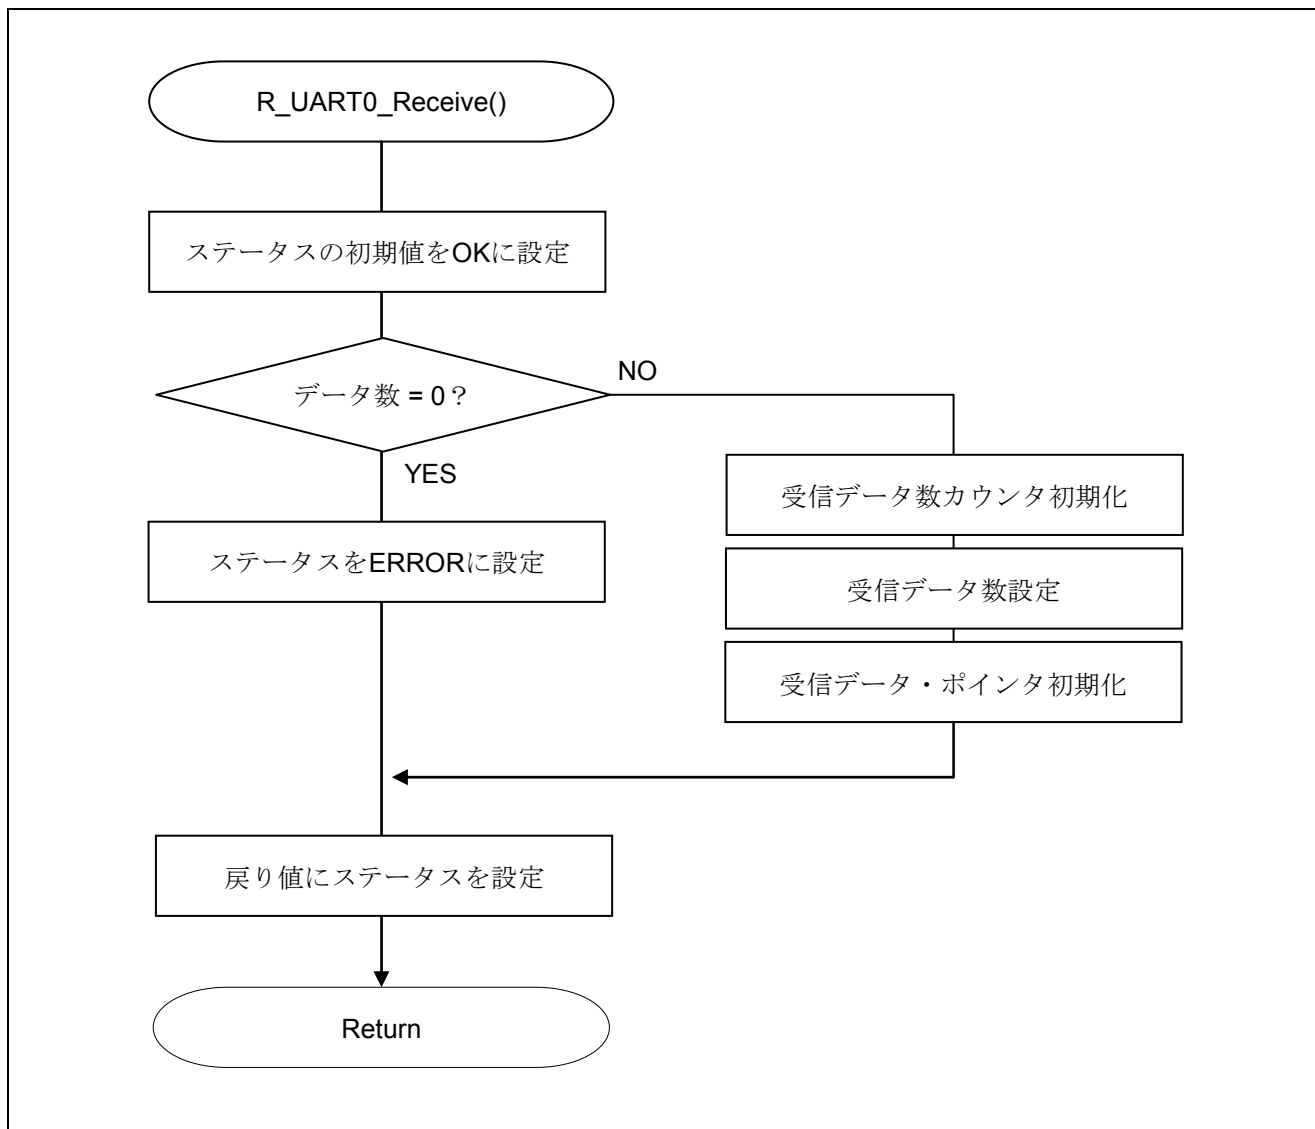 R_UART0_Receive()
ステータスの初期値をOKに設定
データ数 = 0？
NO
YES
受信データ数カウンタ初期化
ステータスをERRORに設定
受信データ数設定
受信データ・ポインタ初期化
戻り値にステータスを設定
Return